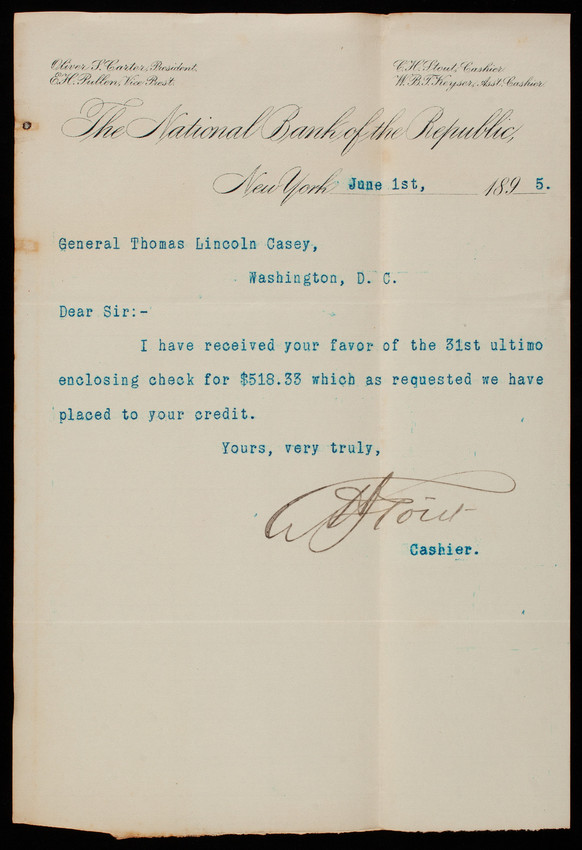 Oliver S. Carter, President,
E.H. Pullen, Vice Prest.
C.H. Stout, Cashier
W.B.T. Keyser, Asst. Cashier
The National Bank of the Republic,
New York June 1st, 1895.
General Thomas Lincoln Casey,
Washington, D. C.
Dear Sir:-
I have received your favor of the 31st ultimo
enclosing check for $518.33 which as requested we have
placed to your credit.
Yours, very truly,
C H Stout
Cashier.